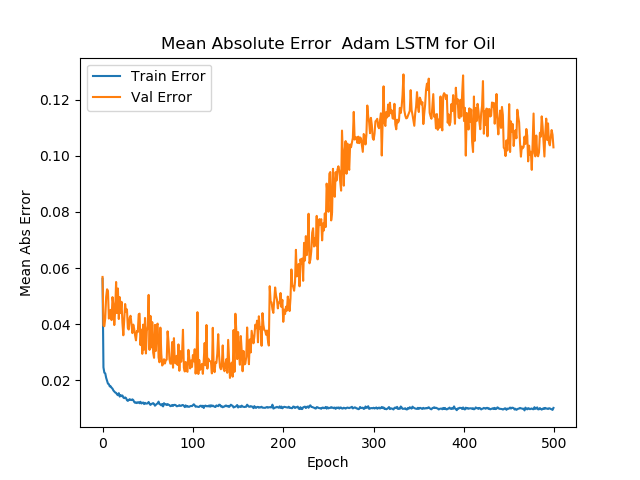 Mean Absolute Error  Adam LSTM for Oil
Train Error
Val Error
0.12
0.10
0.08
0.06
0.04
0.02
Mean Abs Error
0 100 200 300 400 500
Epoch